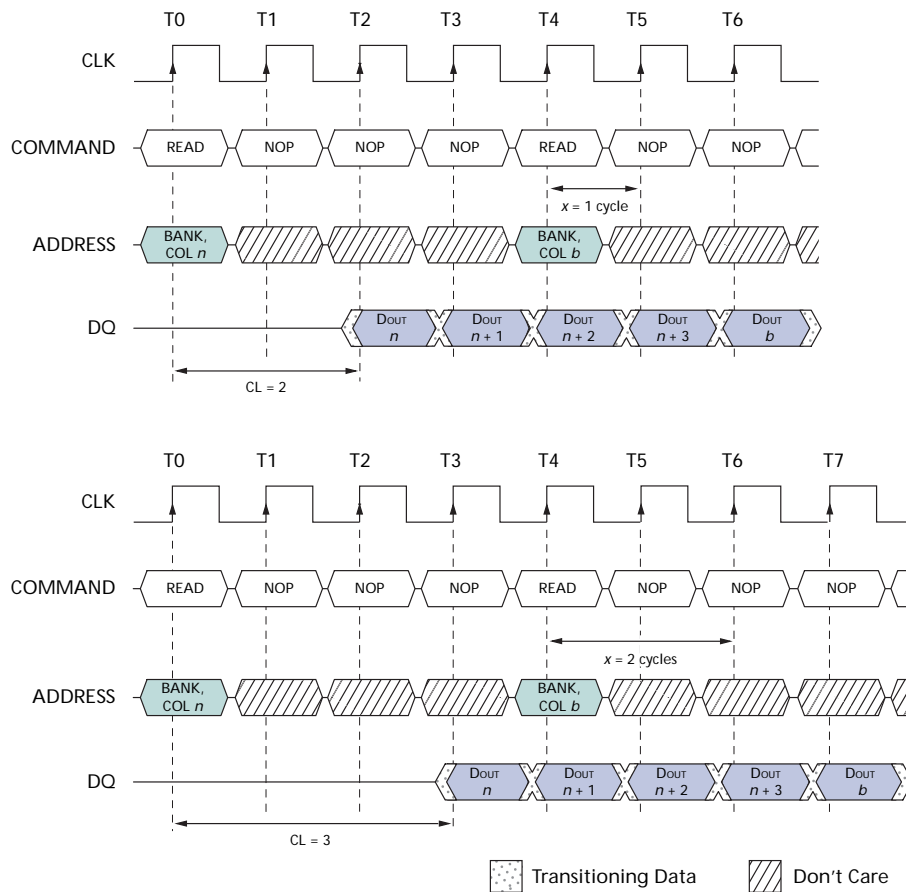 T0 T1 T2 T3 T4 T5 T6
CLK
COMMAND READ NOP NOP NOP READ NOP NOP
x = 1 cycle
ADDRESS BANK, COL n BANK, COL b
DQ DOUT n DOUT n + 1 DOUT n + 2 DOUT n + 3 DOUT b
CL = 2
T0 T1 T2 T3 T4 T5 T6 T7
CLK
COMMAND READ NOP NOP NOP READ NOP NOP NOP
x = 2 cycles
ADDRESS BANK, COL n BANK, COL b
DQ DOUT n DOUT n + 1 DOUT n + 2 DOUT n + 3 DOUT b
CL = 3
Transitioning Data Don't Care